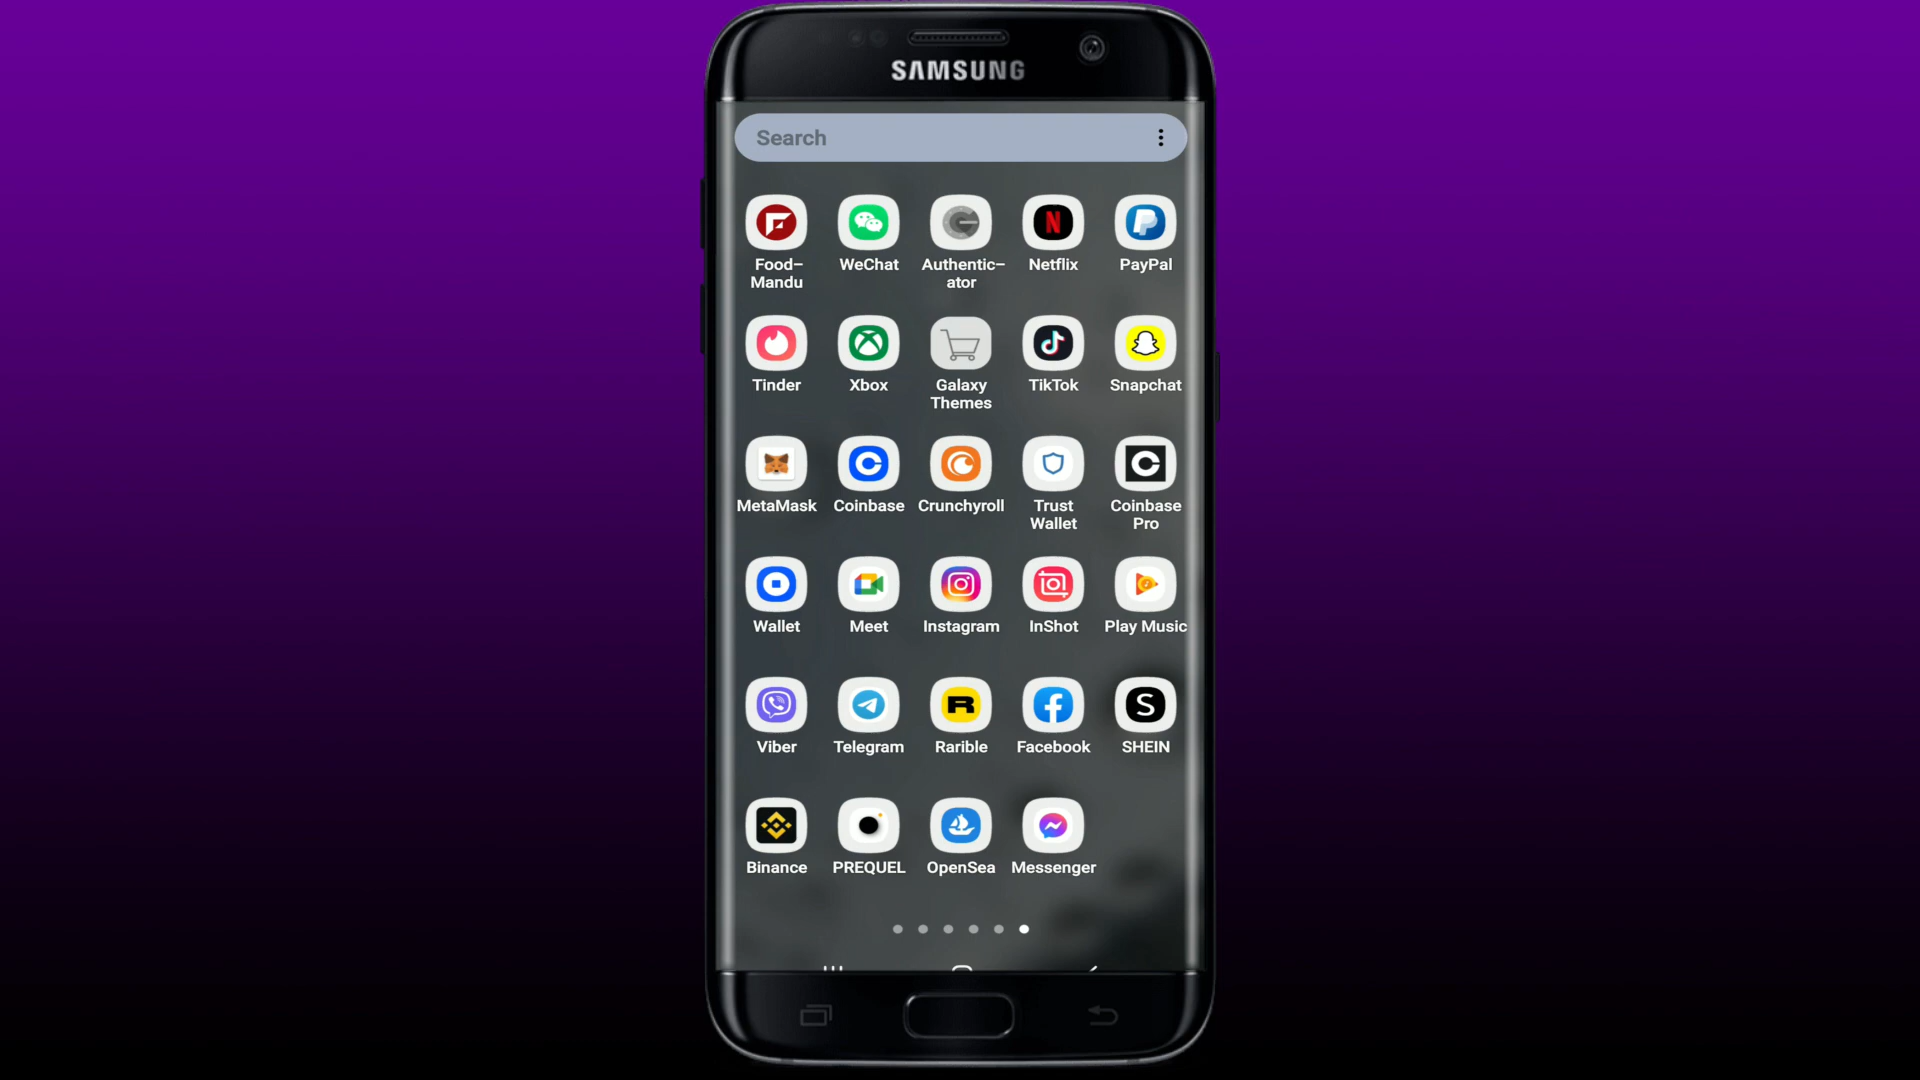 SAMSUNG
Search
Food–
Mandu
WeChat
Authentic–
ator
Netflix
PayPal
Tinder
Xbox
Galaxy
Themes
TikTok
Snapchat
MetaMask
Coinbase
Crunchyroll
Trust
Wallet
Coinbase
Pro
Wallet
Meet
Instagram
InShot
Play Music
Viber
Telegram
Rarible
Facebook
SHEIN
Binance
PREQUEL
OpenSea
Messenger